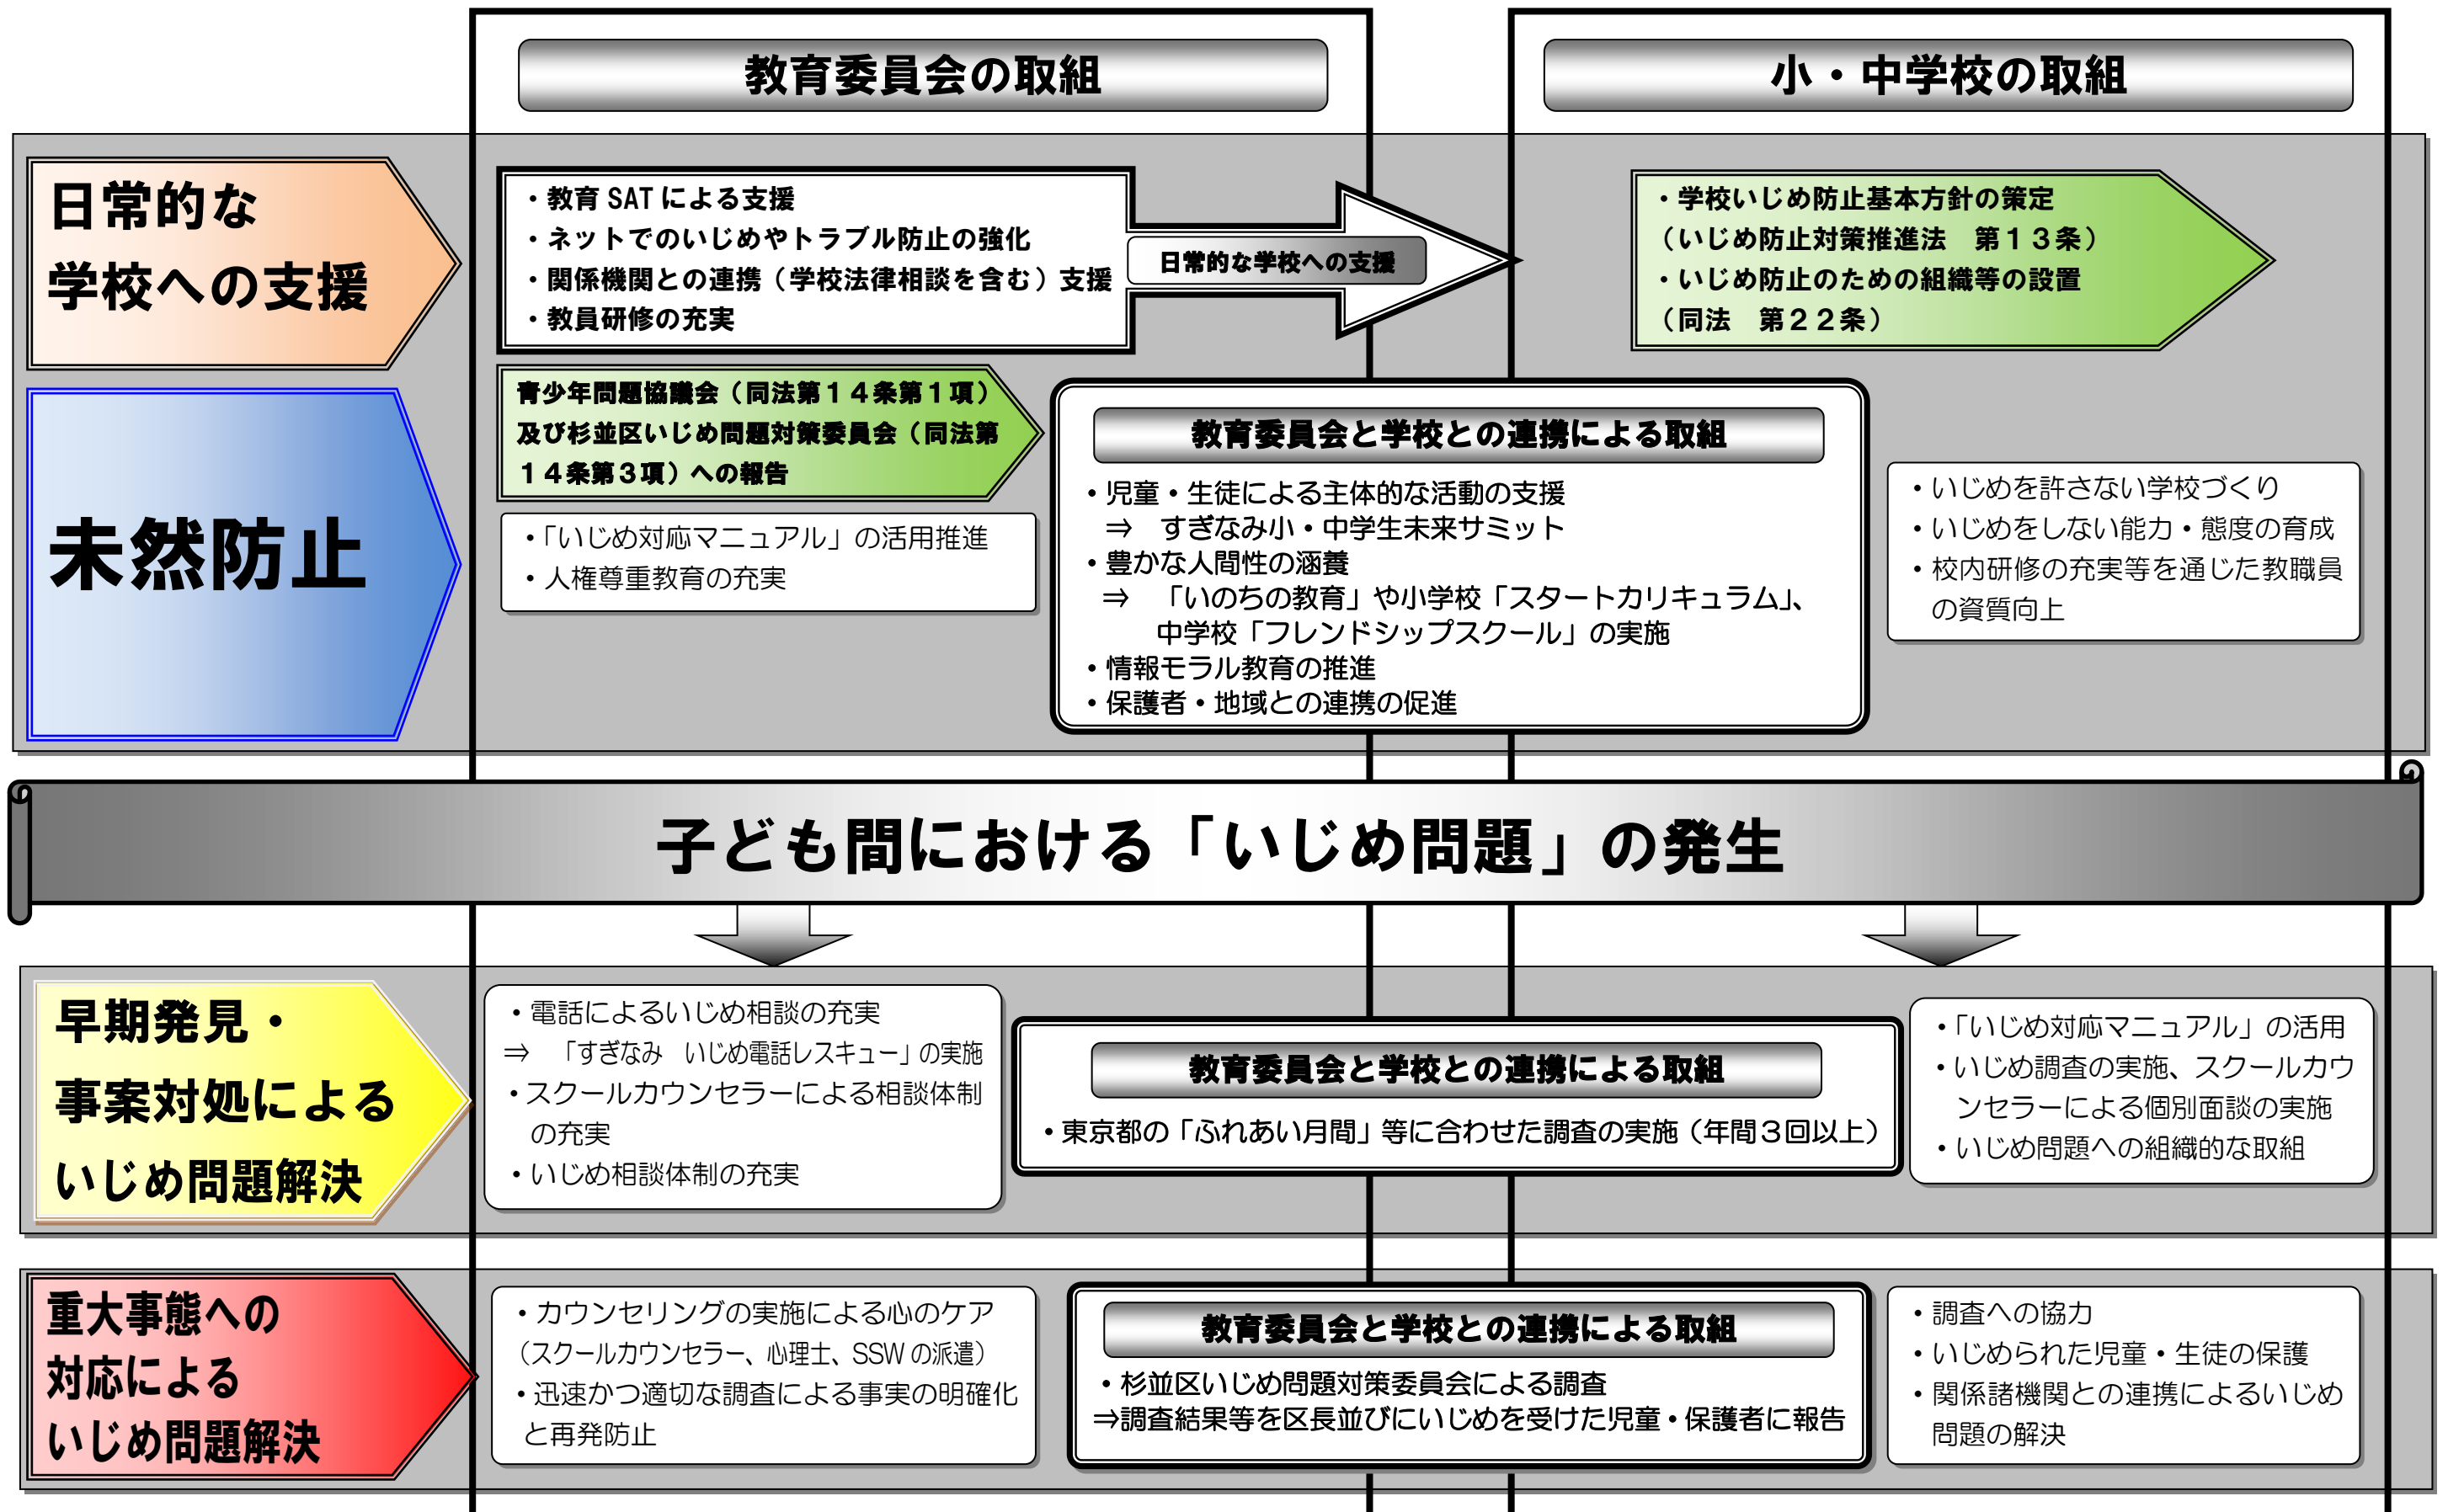 教育委員会の取組
小・中学校の取組
日常的な
学校への支援
・教育 SAT による支援
・ネットでのいじめやトラブル防止の強化
・関係機関との連携（学校法律相談を含む）支援
・教員研修の充実
日常的な学校への支援
・学校いじめ防止基本方針の策定
（いじめ防止対策推進法　第１３条）
・いじめ防止のための組織等の設置
（同法　第２２条）
未然防止
青少年問題協議会（同法第１４条第１項）
及び杉並区いじめ問題対策委員会（同法第
１４条第３項）への報告
・「いじめ対応マニュアル」の活用推進
・人権尊重教育の充実
教育委員会と学校との連携による取組
・児童・生徒による主体的な活動の支援
⇒　すぎなみ小・中学生未来サミット
・豊かな人間性の涵養
⇒　「いのちの教育」や小学校「スタートカリキュラム」、
中学校「フレンドシップスクール」の実施
・情報モラル教育の推進
・保護者・地域との連携の促進
・いじめを許さない学校づくり
・いじめをしない能力・態度の育成
・校内研修の充実等を通じた教職員
の資質向上
子ども間における「いじめ問題」の発生
早期発見・
事案対処による
いじめ問題解決
・電話によるいじめ相談の充実
⇒　「すぎなみ　いじめ電話レスキュー」の実施
・スクールカウンセラーによる相談体制
の充実
・いじめ相談体制の充実
教育委員会と学校との連携による取組
・東京都の「ふれあい月間」等に合わせた調査の実施（年間３回以上）
・「いじめ対応マニュアル」の活用
・いじめ調査の実施、スクールカウ
ンセラーによる個別面談の実施
・いじめ問題への組織的な取組
重大事態への
対応による
いじめ問題解決
・カウンセリングの実施による心のケア
（スクールカウンセラー、心理士、SSW の派遣）
・迅速かつ適切な調査による事実の明確化
と再発防止
教育委員会と学校との連携による取組
・杉並区いじめ問題対策委員会による調査
⇒調査結果等を区長並びにいじめを受けた児童・保護者に報告
・調査への協力
・いじめられた児童・生徒の保護
・関係諸機関との連携によるいじめ
問題の解決